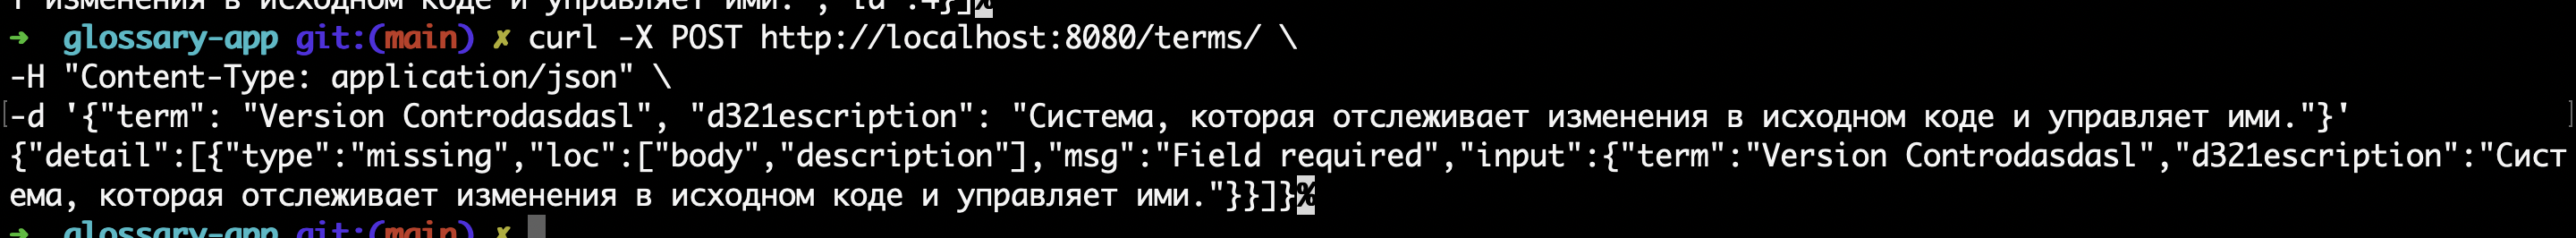 т изменения в исходном коде и управляет ими.","id":4}]%
➜  glossary-app git:(main) ✗ curl -X POST http://localhost:8080/terms/ \
-H "Content-Type: application/json" \
-d '{"term": "Version Controdasdasl", "d321escription": "Система, которая отслеживает изменения в исходном коде и управляет ими."}'
{"detail":[{"type":"missing","loc":["body","description"],"msg":"Field required","input":{"term":"Version Controdasdasl","d321escription":"Сист
ема, которая отслеживает изменения в исходном коде и управляет ими."}}]}%
➜  glossary-app git:(main) ✗